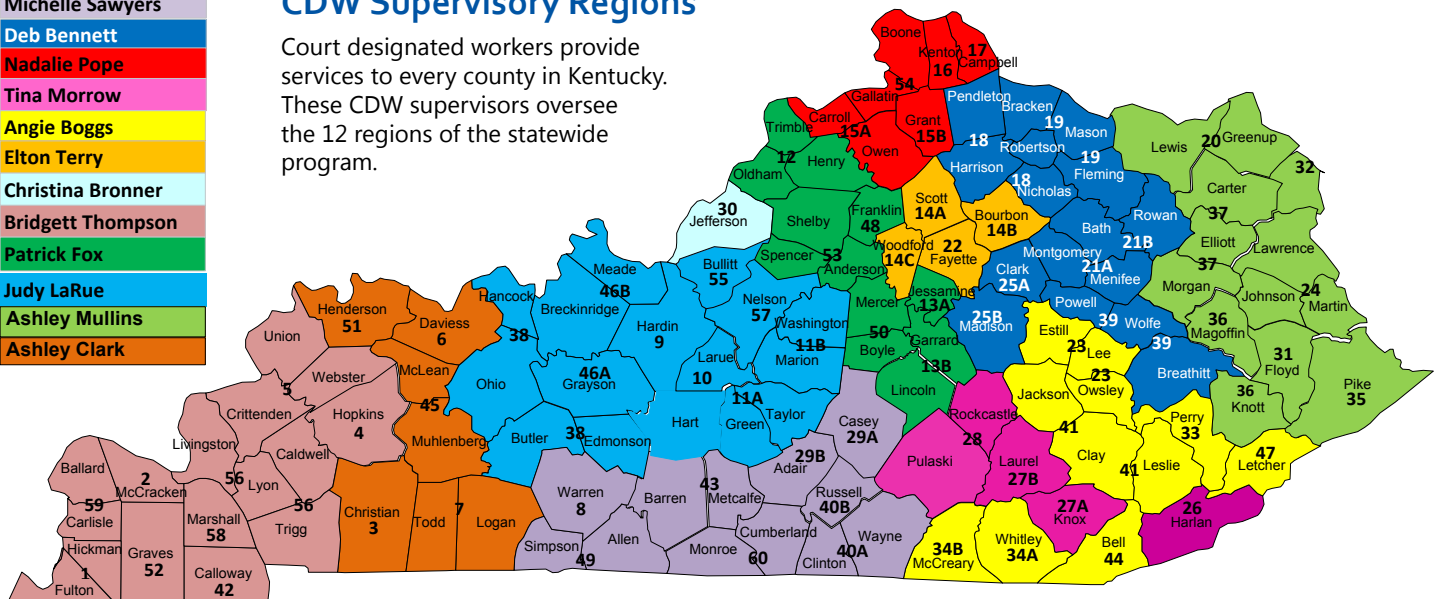 CDW Supervisory Regions
Court designated workers provide
services to every county in Kentucky.
These CDW supervisors oversee
the 12 regions of the statewide
program.
Michelle Sawyers
Deb Bennett
Nadalie Pope
Tina Morrow
Angie Boggs
Elton Terry
Christina Bronner
Bridgett Thompson
Patrick Fox
Judy LaRue
Ashley Mullins
Ashley Clark
Boone
Kenton
16
17
Campbell
54
Gallatin
Carroll
15A
Grant
15B
Owen
Pendleton
Bracken
19
Mason
18
Robertson
19
Fleming
Harrison
18
Nicholas
Lewis
20
Greenup
32
Carter
37
Rowan
Bath
21B
Elliott
Lawrence
37
Montgomery
21A
Menifee
Morgan
Johnson
24
Martin
36
Magoffin
31
Floyd
Pike
35
36
Knott
Trimble
12
Henry
Oldham
30
Jefferson
Shelby
Franklin
48
Scott
14A
Bourbon
14B
Woodford
14C
22
Fayette
Spencer
53
Anderson
Clark
25A
Jessamine
13A
25B
Madison
Powell
39
Wolfe
39
Breathitt
Mercer
50
Boyle
Garrard
13B
Lincoln
Estill
23
Lee
23
Owsley
Jackson
Perry
33
47
Letcher
41
Clay
41
Leslie
Rockcastle
28
Pulaski
Laurel
27B
27A
Knox
26
Harlan
Bell
44
Whitley
34A
34B
McCreary
Bullitt
55
Meade
46B
Hancock
Breckinridge
38
Nelson
57
Washington
11B
Marion
Hardin
9
Larue
10
46A
Grayson
Ohio
11A
Green
Taylor
Hart
Butler
38
Edmonson
Casey
29A
29B
Adair
43
Metcalfe
Barren
Warren
8
Russell
40B
Cumberland
Wayne
40A
Clinton
60
Monroe
Allen
Simpson
49
Henderson
51
Daviess
6
McLean
45
Muhlenberg
Christian
3
Todd
7
Logan
Union
Webster
5
Hopkins
4
Crittenden
Livingston
Caldwell
56
Lyon
56
Trigg
Ballard
2
McCracken
59
Carlisle
Marshall
58
Hickman
Graves
52
1
Fulton
Calloway
42